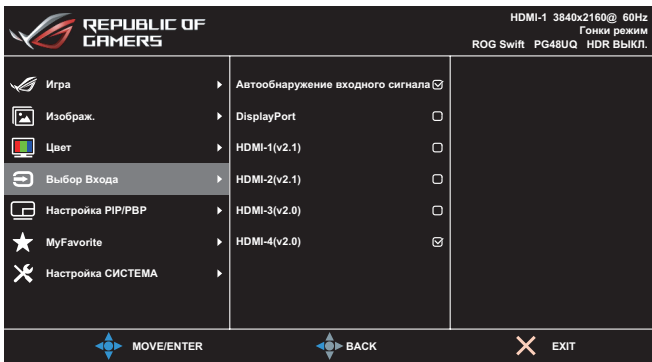 REPUBLIC OF
GAMERS
HDMI-1 3840x2160@ 60Hz
Гонки режим
ROG Swift PG48UQ HDR ВЫКЛ.
Игра
Изображ.
Цвет
Выбор Входа
Настройка PIP/PBP
MyFavorite
Настройка СИСТЕМА
Автообнаружение входного сигнала
DisplayPort
HDMI-1(v2.1)
HDMI-2(v2.1)
HDMI-3(v2.0)
HDMI-4(v2.0)
MOVE/ENTER
BACK
EXIT